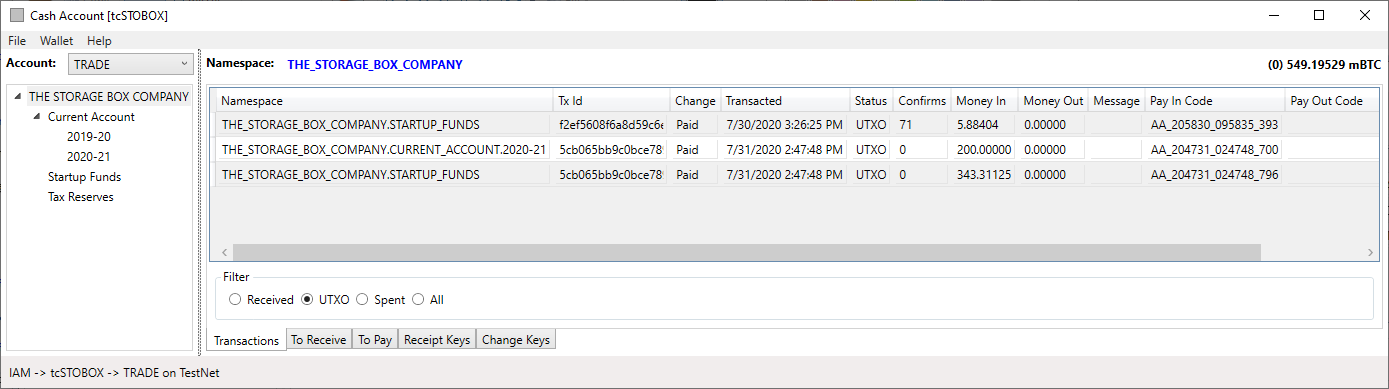 Cash Account [tcSTOBOX]
File Wallet Help
Account: TRADE
Namespace: THE_STORAGE_BOX_COMPANY (0) 549.19529 mBTC
THE STORAGE BOX COMPANY
Current Account
2019-20
2020-21
Startup Funds
Tax Reserves
Namespace Tx Id Change Transacted Status Confirms Money In Money Out Message Pay In Code Pay Out Code
THE_STORAGE_BOX_COMPANY.STARTUP_FUNDS f2ef5608f6a8d59c6e Paid 7/30/2020 3:26:25 PM UTXO 71 5.88404 0.00000 AA_205830_095835_393
THE_STORAGE_BOX_COMPANY.CURRENT_ACCOUNT.2020-21 5cb065bb9c0bce78 Paid 7/31/2020 2:47:48 PM UTXO 0 200.00000 0.00000 AA_204731_024748_700
THE_STORAGE_BOX_COMPANY.STARTUP_FUNDS 5cb065bb9c0bce78 Paid 7/31/2020 2:47:48 PM UTXO 0 343.31125 0.00000 AA_204731_024748_796
Filter
Received UTXO Spent All
Transactions To Receive To Pay Receipt Keys Change Keys
IAM -> tcSTOBOX -> TRADE on TestNet